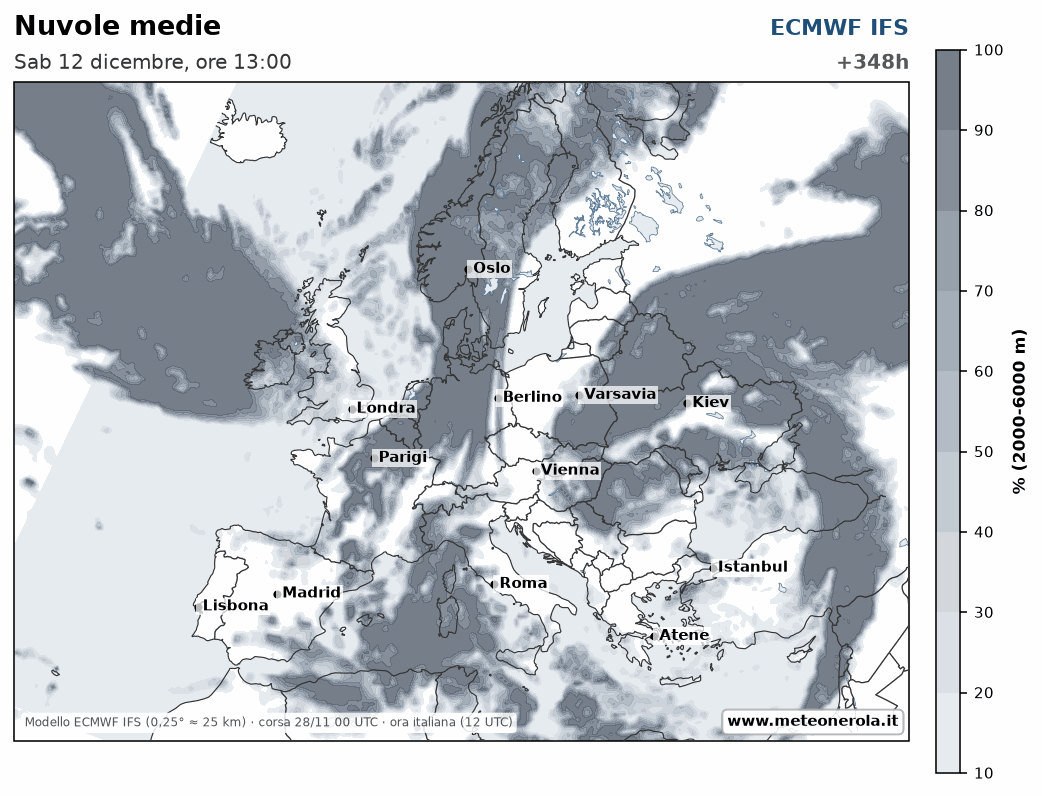 Nuvole medie
ECMWF IFS
Sab 12 dicembre, ore 13:00
+348h
100
90
80
70
60
50
40
30
20
10
% (2000-6000 m)
Oslo
Londra
Berlino
Varsavia
Kiev
Parigi
Vienna
Istanbul
Roma
Madrid
Lisbona
Atene
Modello ECMWF IFS (0,25° ≈ 25 km) · corsa 28/11 00 UTC · ora italiana (12 UTC)
www.meteonerola.it